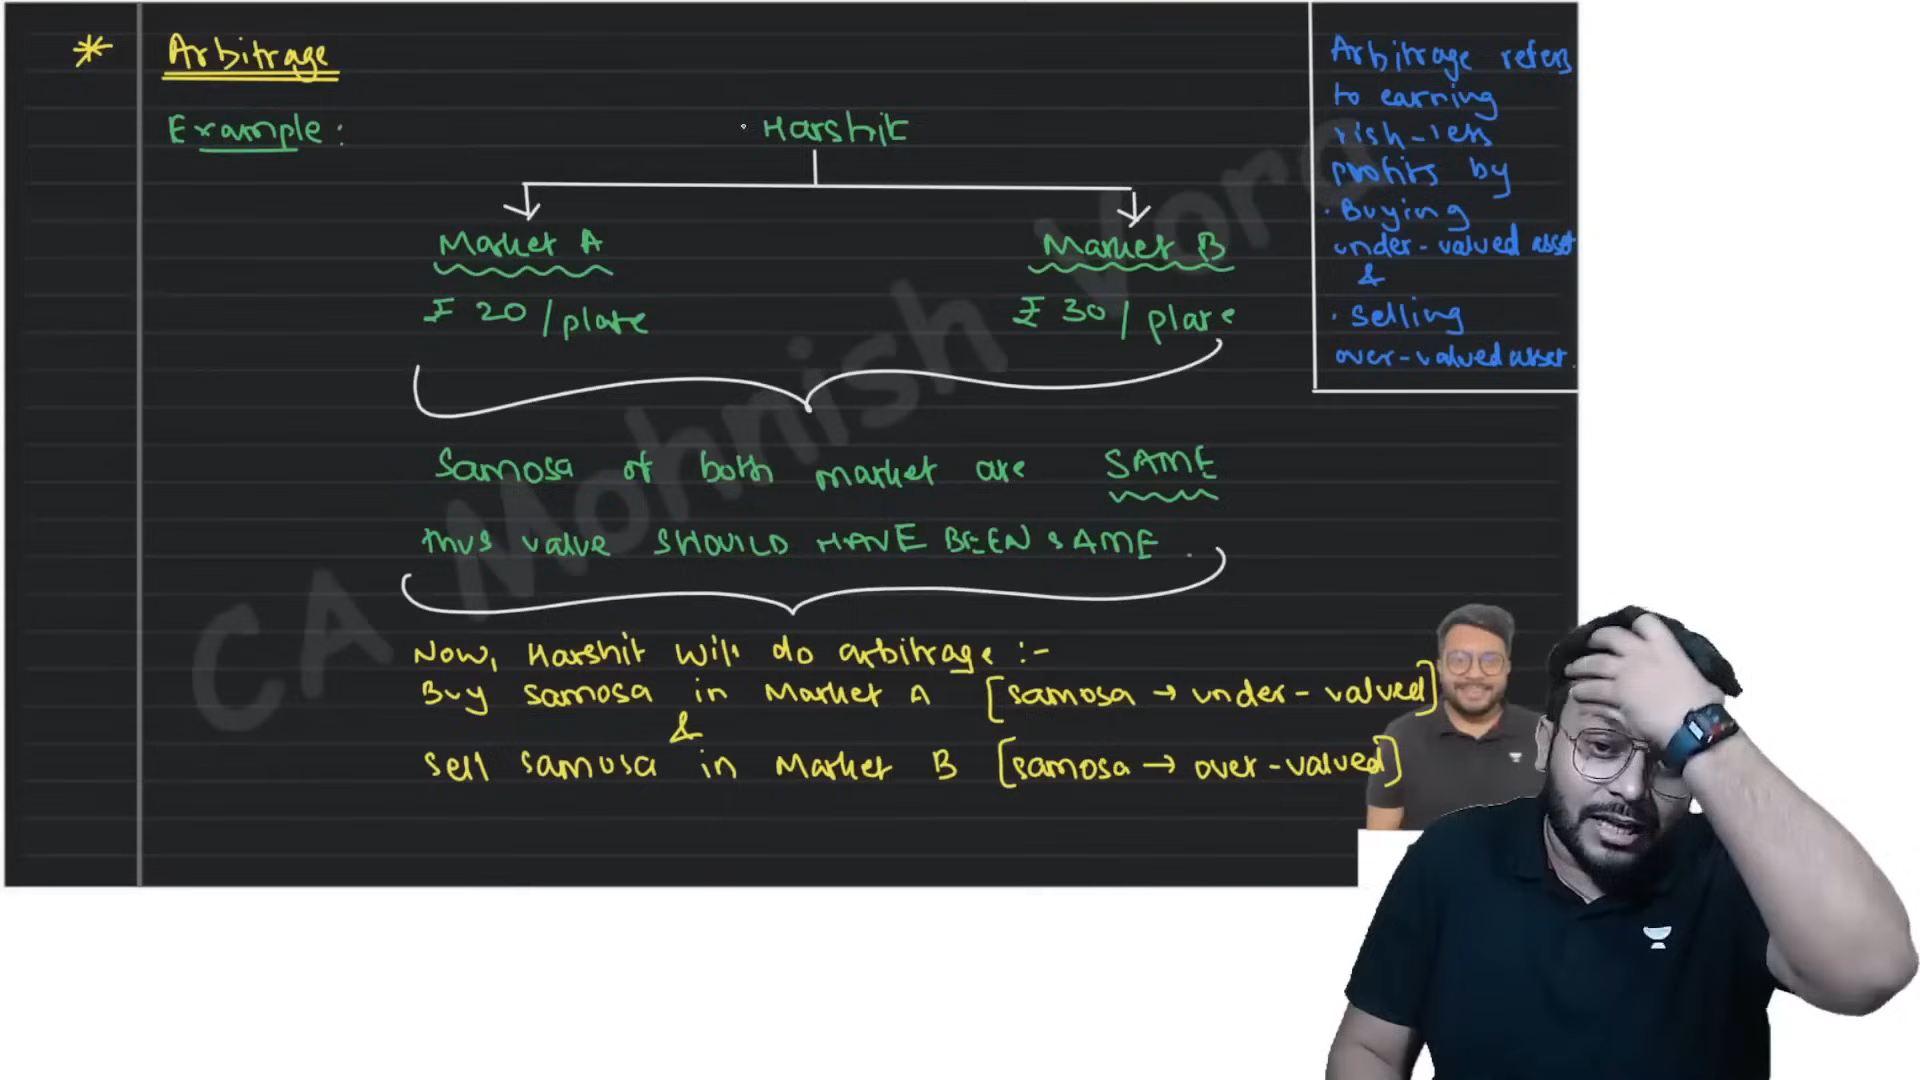 * Arbitrage
Example:
Harshit
Market A
Market B
₹ 20 / plate
₹ 30 / plate
Samosa of both market are SAME
thus value SHOULD HAVE BEEN SAME.
Now, Harshit will do arbitrage :-
Buy samosa in Market A [samosa → under-valued]
&
sell samosa in Market B [samosa → over-valued]
Arbitrage refers
to earning
risk-less
profits by
· Buying
under-valued asset
&
· selling
over-valued asset.
CA Mohnish Vora